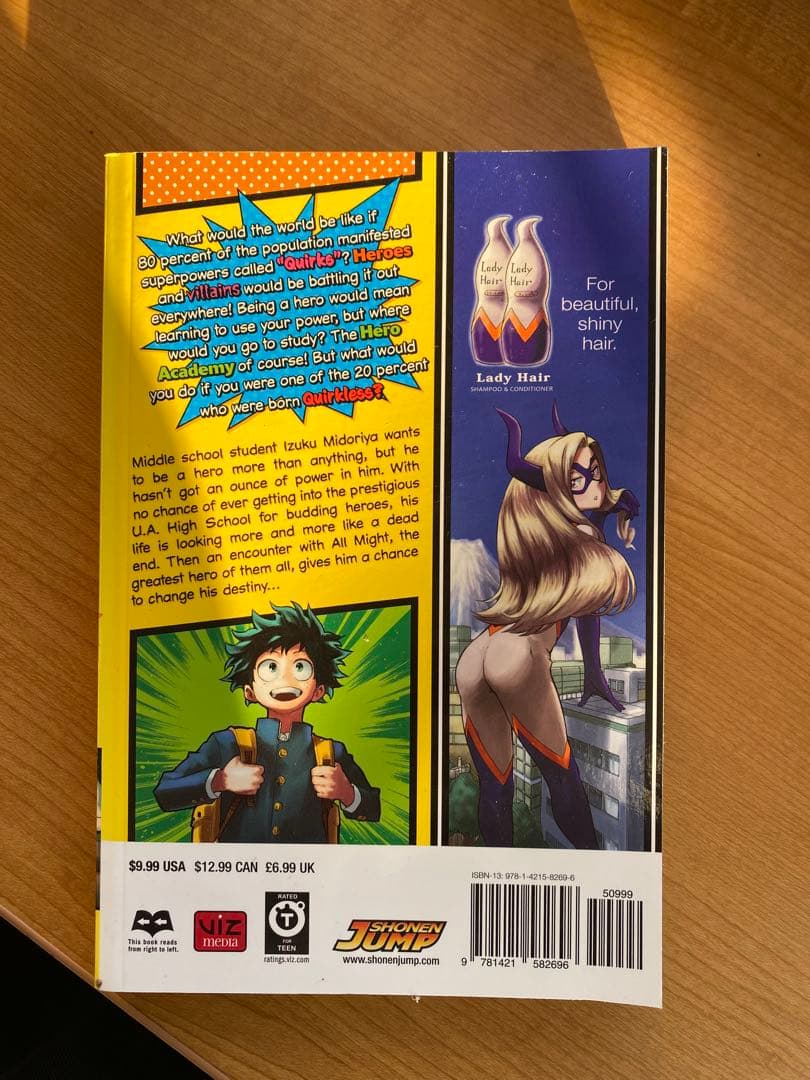 What would the world be like if
80 percent of the population manifested
superpowers called "Quirks"? Heroes
and villains would be battling it out
everywhere! Being a hero would mean
learning to use your power, but where
would you go to study? The Hero
Academy of course! But what would
you do if you were one of the 20 percent
who were born Quirkless?
Middle school student Izuku Midoriya wants
to be a hero more than anything, but he
hasn't got an ounce of power in him. With
no chance of ever getting into the prestigious
U.A. High School for budding heroes, his
life is looking more and more like a dead
end. Then an encounter with All Might, the
greatest hero of them all, gives him a chance
to change his destiny...
Lady
Hair
Lady
Hair
For
beautiful,
shiny
hair.
Lady Hair
SHAMPOO & CONDITIONER
$9.99 USA $12.99 CAN £6.99 UK
This book reads
from right to left.
VIZ
MEDIA
RATED
T
FOR
TEEN
ratings.viz.com
SHONEN
JUMP
www.shonenjump.com
ISBN-13: 978-1-4215-8269-6
50999
9 781421 582696